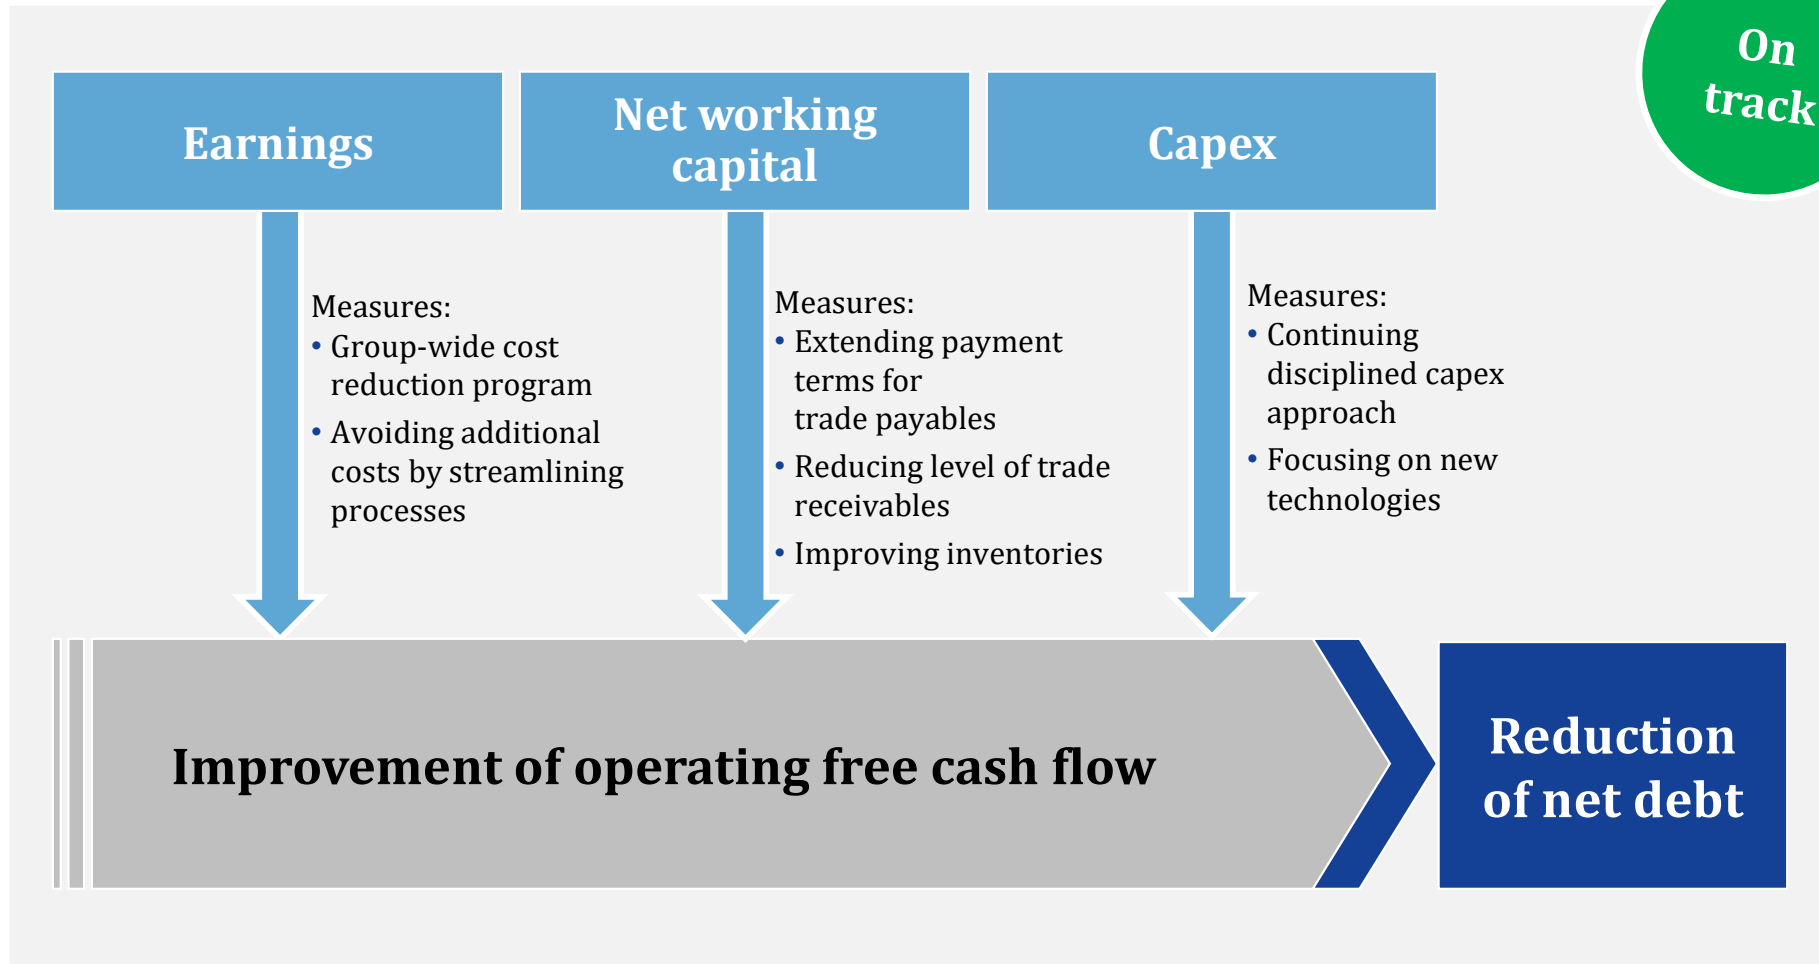 On
track
Earnings
Net working
capital
Capex
Measures:
• Group-wide cost
reduction program
• Avoiding additional
costs by streamlining
processes
Measures:
• Extending payment
terms for
trade payables
• Reducing level of trade
receivables
• Improving inventories
Measures:
• Continuing
disciplined capex
approach
• Focusing on new
technologies
Improvement of operating free cash flow
Reduction
of net debt